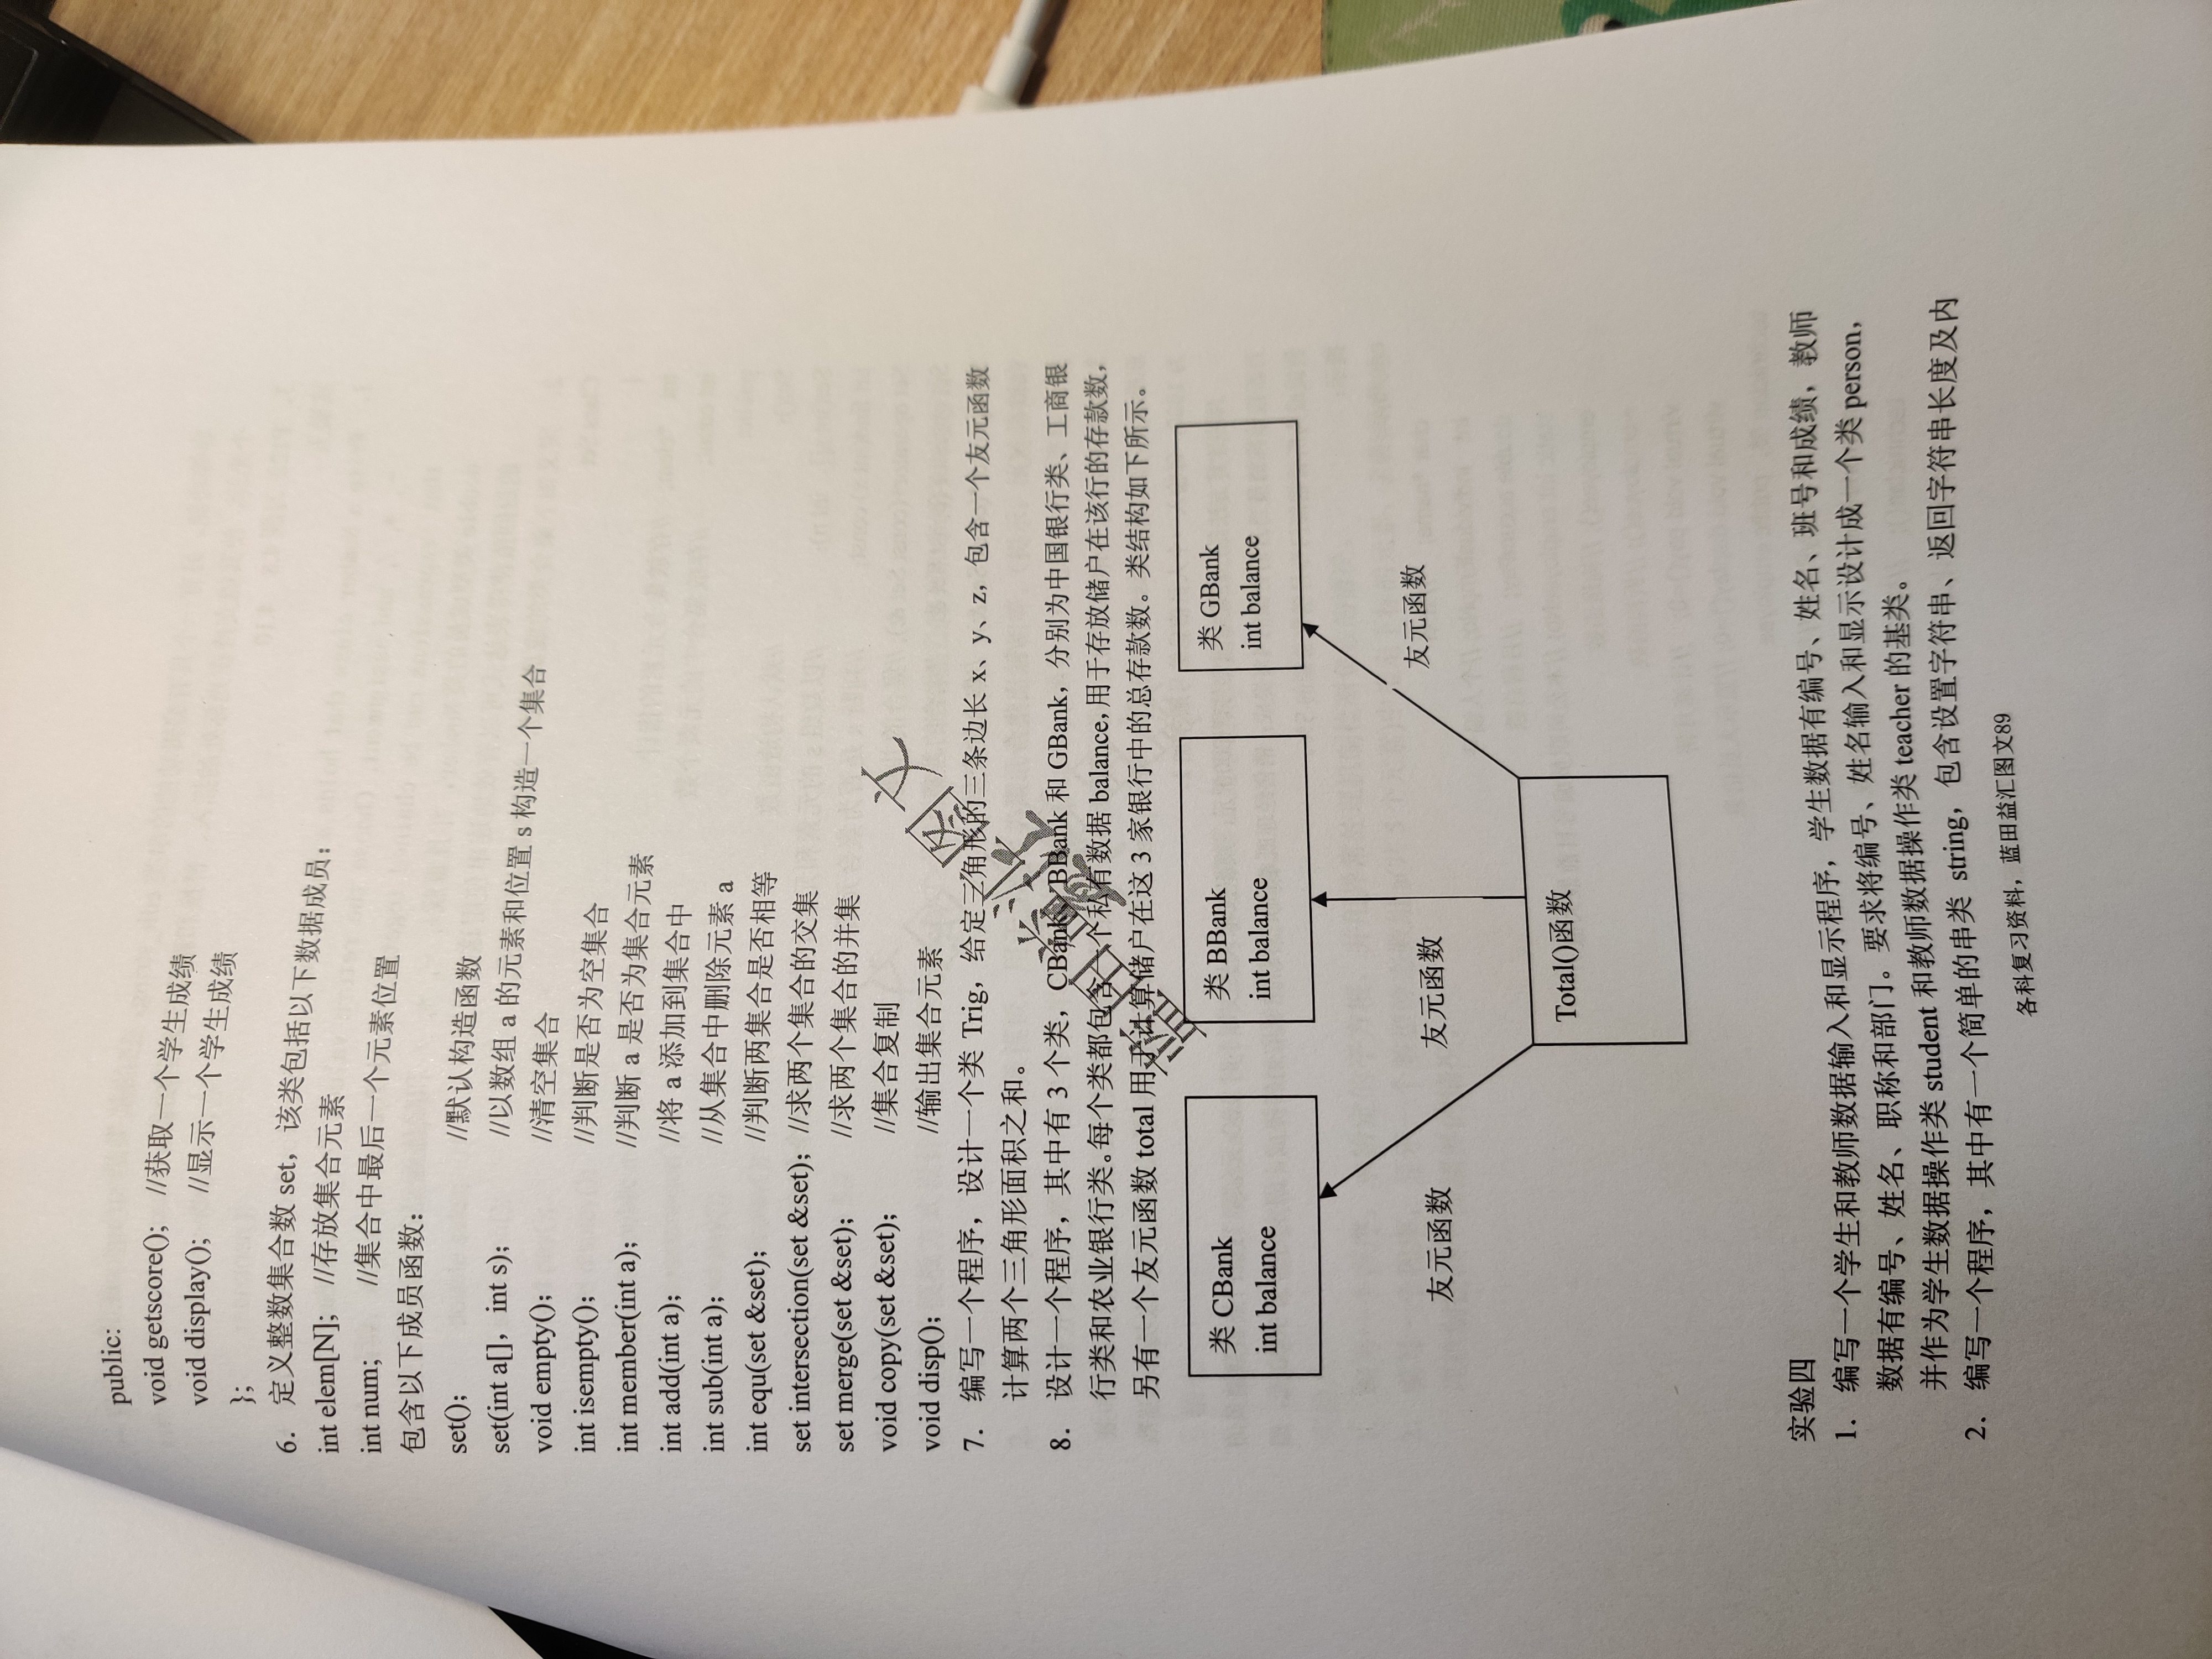 public:
void getscore(); //获取一个学生成绩
void display(); //显示一个学生成绩
};
6. 定义整数集合数 set，该类包括以下数据成员：
int elem[N]; //存放集合元素
int num; //集合中最后一个元素位置
包含以下成员函数：
set(); //默认构造函数
set(int a[]，int s); //以数组 a 的元素和位置 s 构造一个集合
void empty(); //清空集合
int isempty(); //判断是否为空集合
int member(int a); //判断 a 是否为集合元素
int add(int a); //将 a 添加到集合中
int sub(int a); //从集合中删除元素 a
int equ(set &set); //判断两集合是否相等
set intersection(set &set); //求两个集合的交集
set merge(set &set); //求两个集合的并集
void copy(set &set); //集合复制
void disp(); //输出集合元素
7. 编写一个程序，设计一个类 Trig，给定三角形的三条边长 x、y、z，包含一个友元函数
计算两个三角形面积之和。
8. 设计一个程序，其中有 3 个类，CBank、BBank 和 GBank，分别为中国银行类、工商银
行类和农业银行类。每个类都包含一个私有数据 balance，用于存放储户在该行的存款数，
另有一个友元函数 total 用于计算储户在这 3 家银行中的总存款数。类结构如下所示。
蓝田益汇图文
类 CBank
int balance
类 BBank
int balance
类 GBank
int balance
友元函数
友元函数
友元函数
Total()函数
实验四
1. 编写一个学生和教师数据输入和显示程序，学生数据有编号、姓名、班号和成绩，教师
数据有编号、姓名、职称和部门。要求将编号、姓名输入和显示设计成一个类 person，
并作为学生数据操作类 student 和教师数据操作类 teacher 的基类。
2. 编写一个程序，其中有一个简单的串类 string，包含设置字符串、返回字符串长度及内
各科复习资料，蓝田益汇图文89